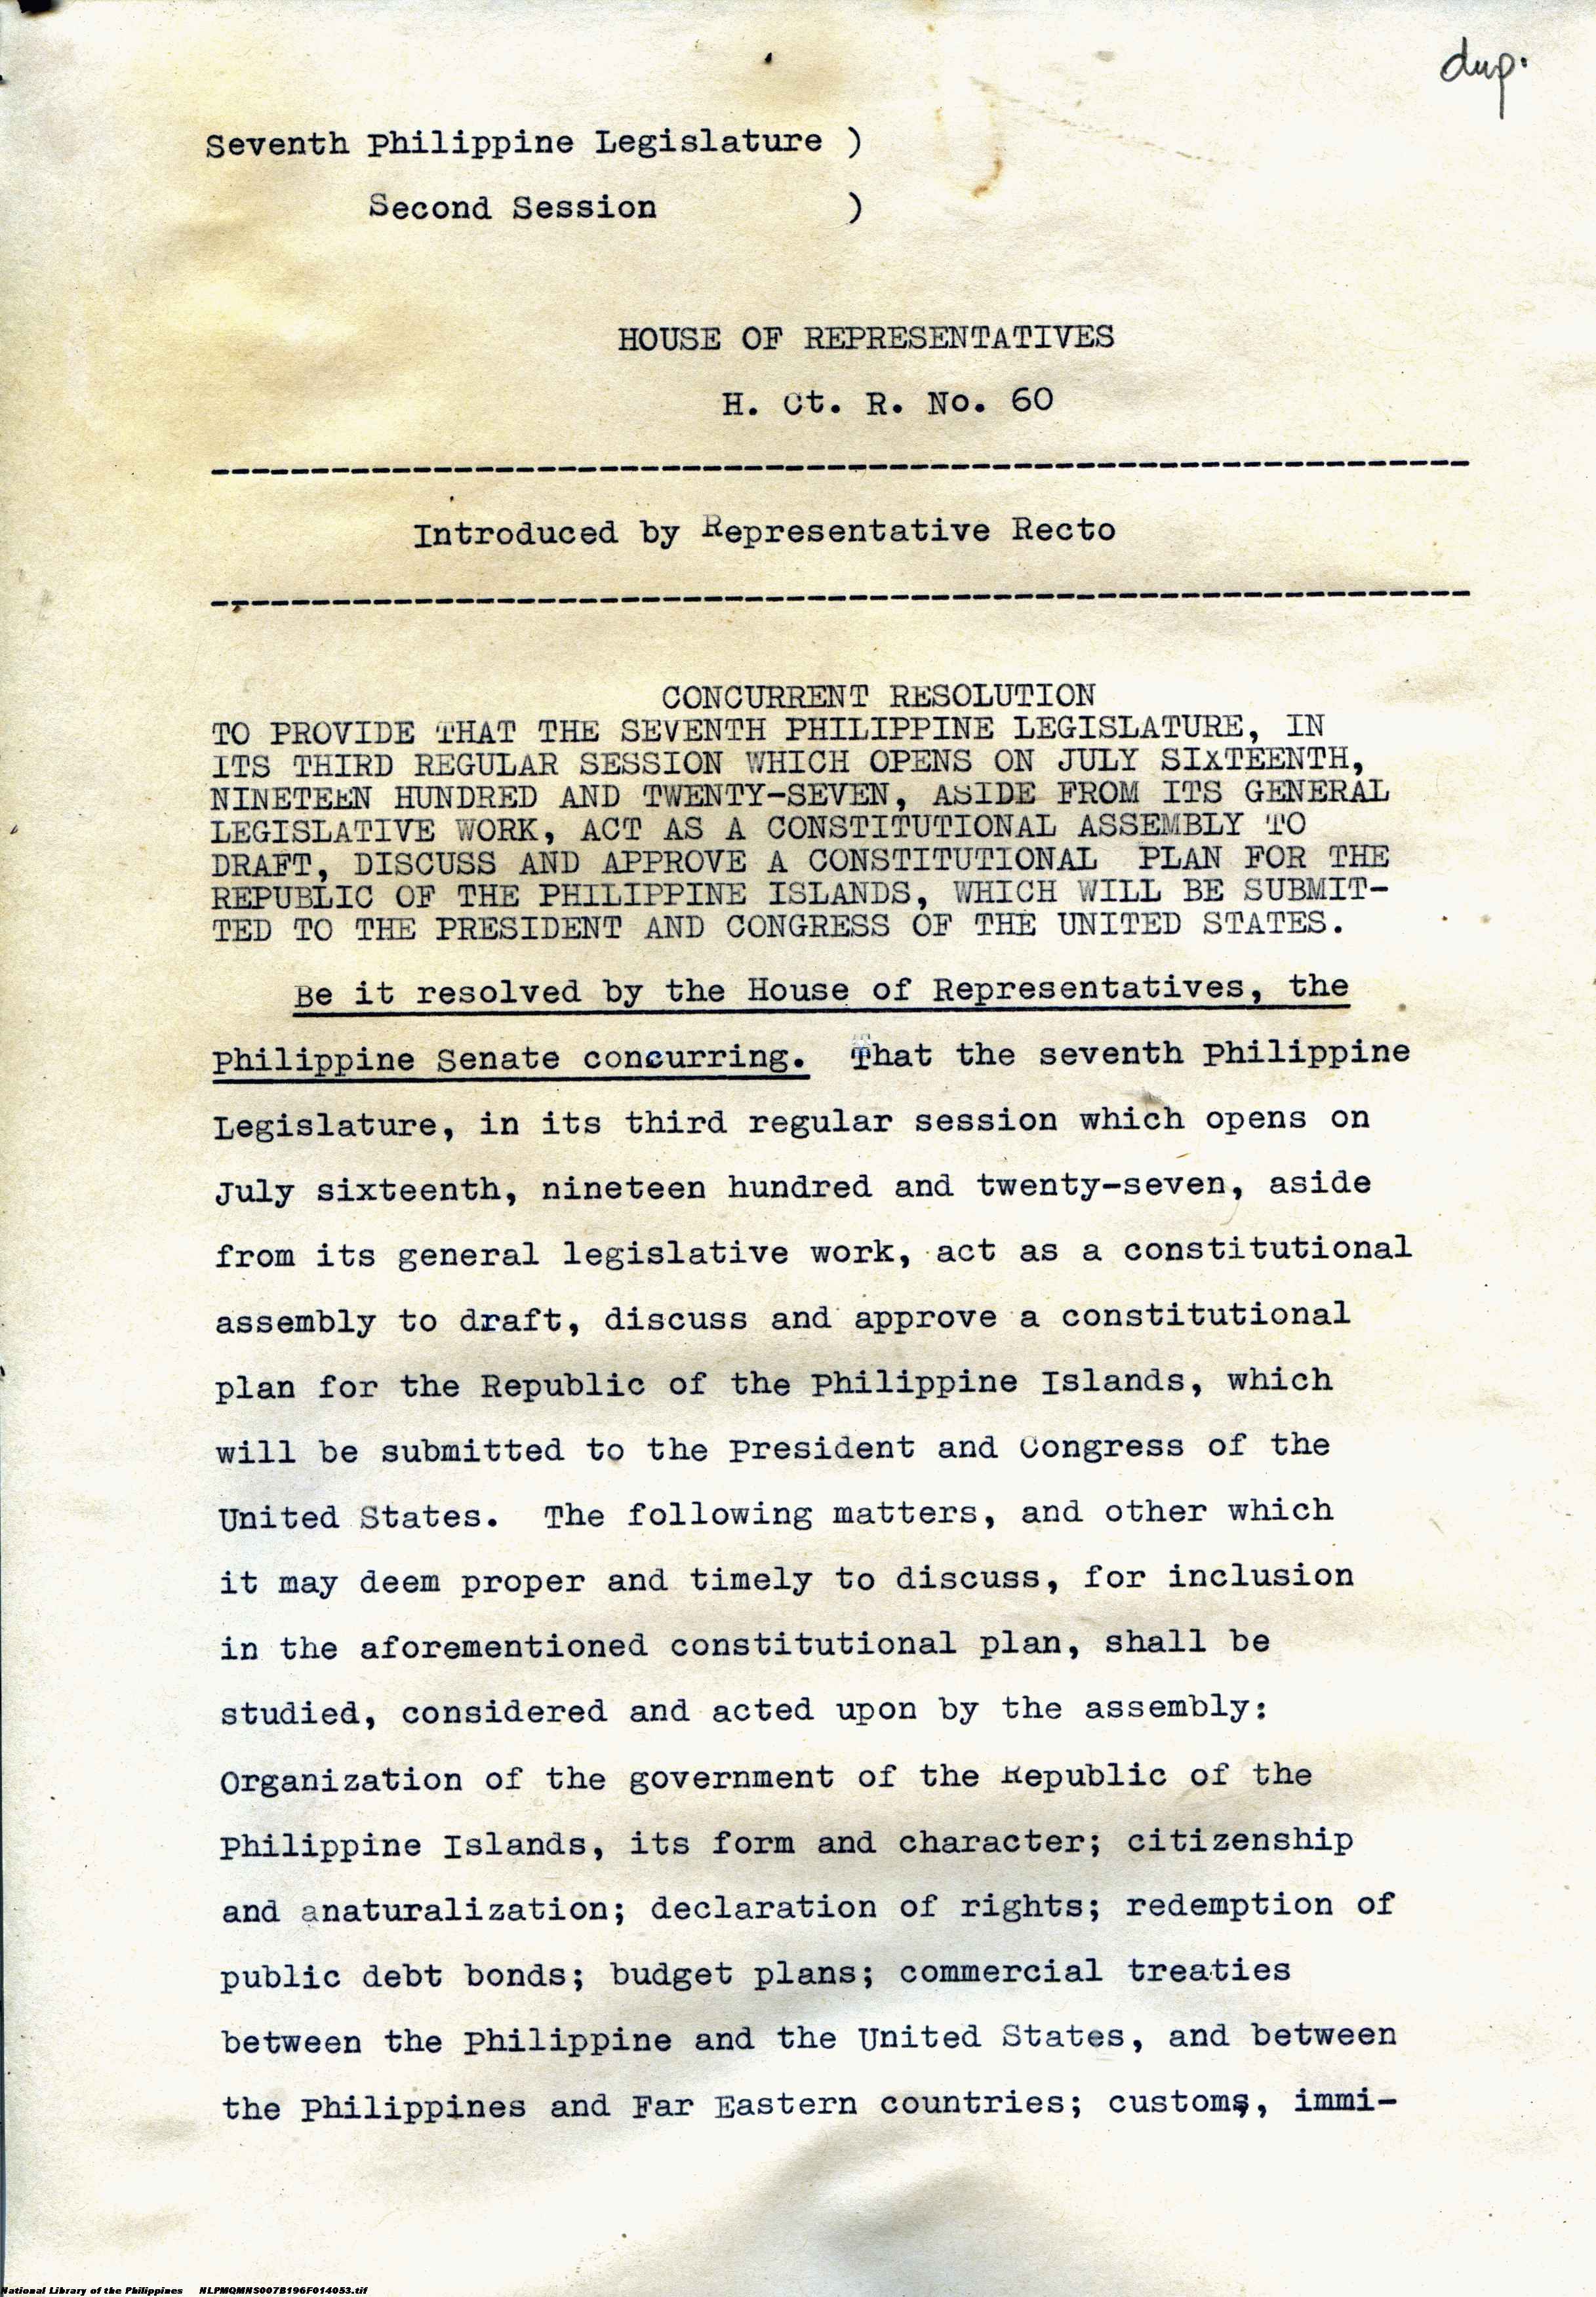 dup.
Seventh Philippine Legislature )
Second Session )
HOUSE OF REPRESENTATIVES
H. Ct. R. No. 60
Introduced by Representative Recto
CONCURRENT RESOLUTION
TO PROVIDE THAT THE SEVENTH PHILIPPINE LEGISLATURE, IN
ITS THIRD REGULAR SESSION WHICH OPENS ON JULY SIXTEENTH,
NINETEEN HUNDRED AND TWENTY-SEVEN, ASIDE FROM ITS GENERAL
LEGISLATIVE WORK, ACT AS A CONSTITUTIONAL ASSEMBLY TO
DRAFT, DISCUSS AND APPROVE A CONSTITUTIONAL PLAN FOR THE
REPUBLIC OF THE PHILIPPINE ISLANDS, WHICH WILL BE SUBMIT-
TED TO THE PRESIDENT AND CONGRESS OF THE UNITED STATES.
Be it resolved by the House of Representatives, the
Philippine Senate concurring. That the seventh Philippine
Legislature, in its third regular session which opens on
July sixteenth, nineteen hundred and twenty-seven, aside
from its general legislative work, act as a constitutional
assembly to draft, discuss and approve a constitutional
plan for the Republic of the Philippine Islands, which
will be submitted to the President and Congress of the
United States. The following matters, and other which
it may deem proper and timely to discuss, for inclusion
in the aforementioned constitutional plan, shall be
studied, considered and acted upon by the assembly:
Organization of the government of the Republic of the
Philippine Islands, its form and character; citizenship
and anaturalization; declaration of rights; redemption of
public debt bonds; budget plans; commercial treaties
between the Philippine and the United States, and between
the Philippines and Far Eastern countries; customs, immi-
National Library of the Philippines NLPMQMNS007B196F014053.tif